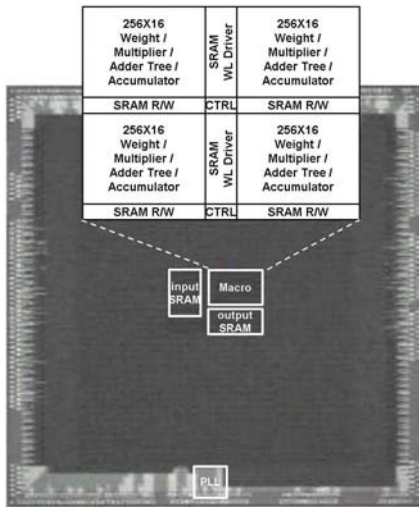 256X16
Weight /
Multiplier /
Adder Tree /
Accumulator
SRAM
WL Driver
256X16
Weight /
Multiplier /
Adder Tree /
Accumulator
SRAM R/W
CTRL
SRAM R/W
256X16
Weight /
Multiplier /
Adder Tree /
Accumulator
SRAM
WL Driver
256X16
Weight /
Multiplier /
Adder Tree /
Accumulator
SRAM R/W
CTRL
SRAM R/W
input
SRAM
Macro
output
SRAM
PLL